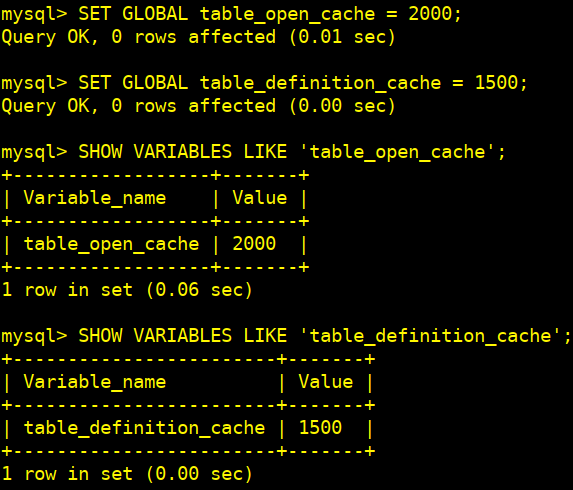 mysql> SET GLOBAL table_open_cache = 2000;
Query OK, 0 rows affected (0.01 sec)

mysql> SET GLOBAL table_definition_cache = 1500;
Query OK, 0 rows affected (0.00 sec)

mysql> SHOW VARIABLES LIKE 'table_open_cache';
+------------------+-------+
| Variable_name    | Value |
+------------------+-------+
| table_open_cache | 2000  |
+------------------+-------+
1 row in set (0.06 sec)

mysql> SHOW VARIABLES LIKE 'table_definition_cache';
+------------------------+-------+
| Variable_name          | Value |
+------------------------+-------+
| table_definition_cache | 1500  |
+------------------------+-------+
1 row in set (0.00 sec)